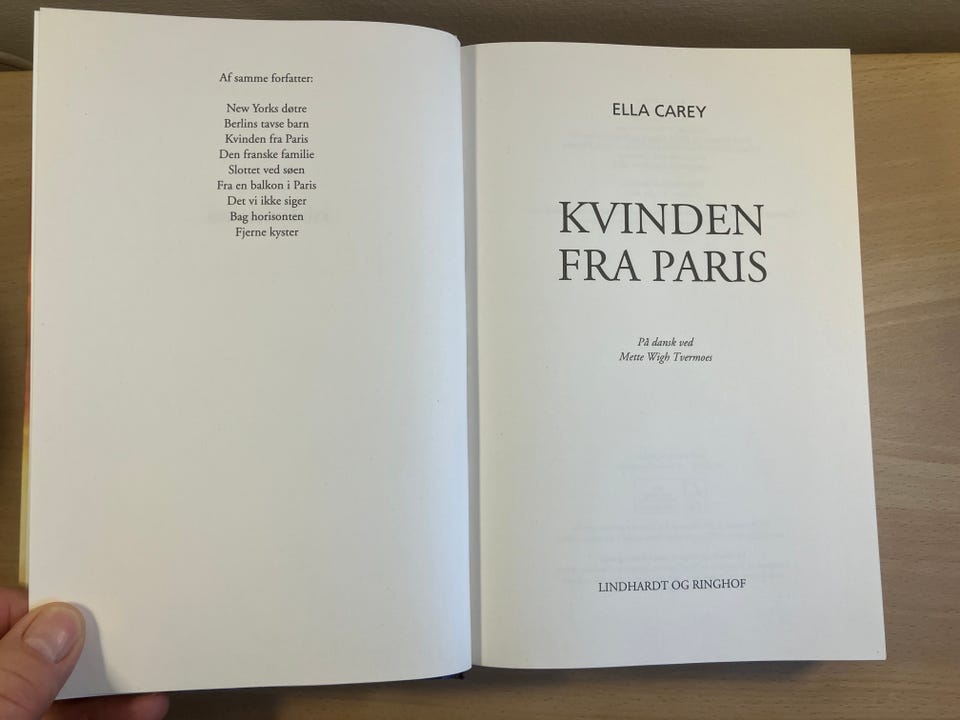 Af samme forfatter:
New Yorks døtre
Berlins tavse barn
Kvinden fra Paris
Den franske familie
Slottet ved søen
Fra en balkon i Paris
Det vi ikke siger
Bag horisonten
Fjerne kyster
ELLA CAREY
KVINDEN
FRA PARIS
På dansk ved
Mette Wigh Tvermoes
LINDHARDT OG RINGHOF